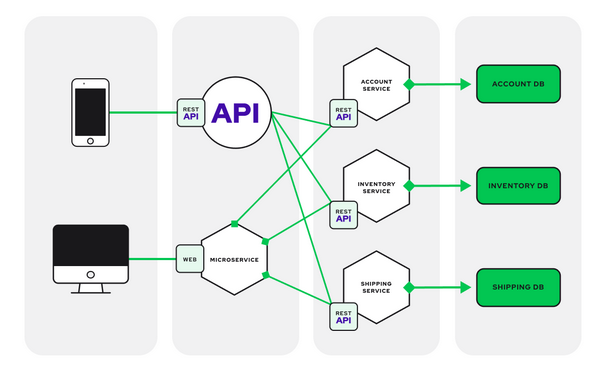 REST
API
API
WEB
MICROSERVICE
ACCOUNT
SERVICE
REST
API
INVENTORY
SERVICE
REST
API
SHIPPING
SERVICE
REST
API
ACCOUNT DB
INVENTORY DB
SHIPPING DB